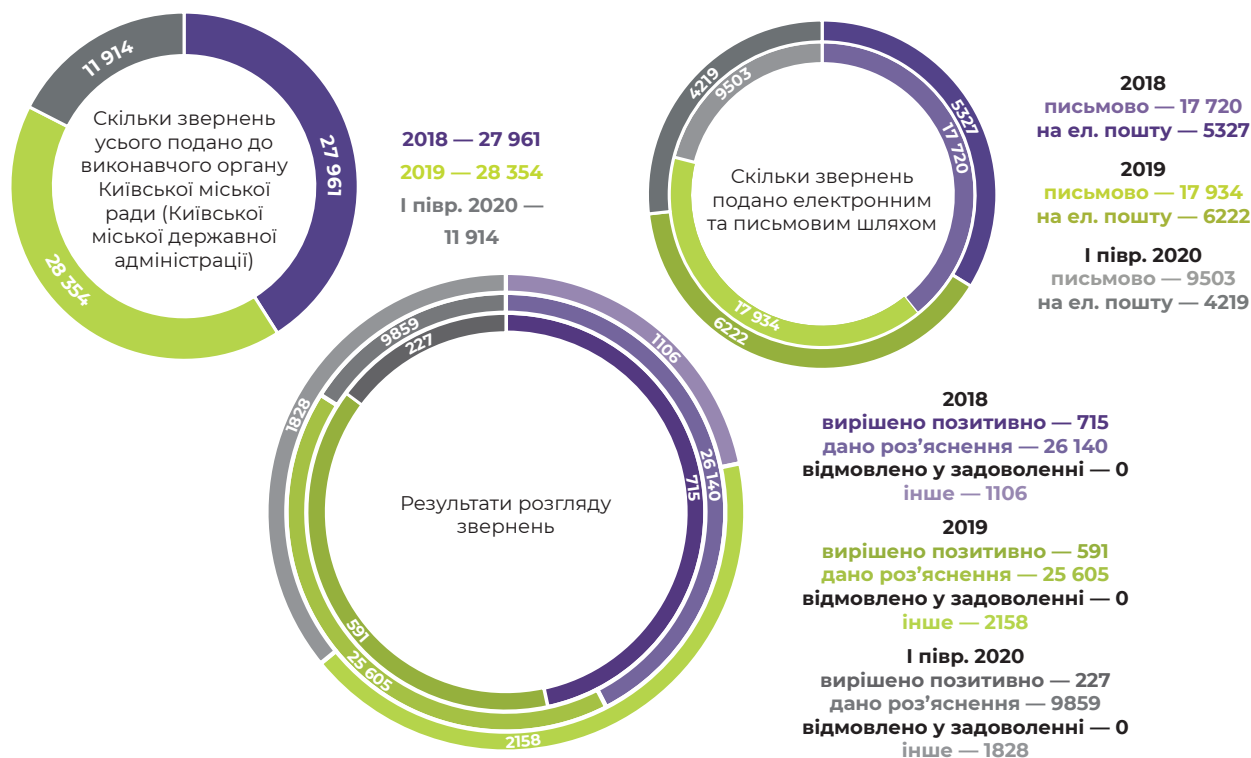 11 914
27 961
28 354
Скільки звернень
усього подано до
виконавчого органу
Київської міської
ради (Київської
міської державної
адміністрації)
2018 — 27 961
2019 — 28 354
І півр. 2020 —
11 914
4219
9503
5327
17 720
17 934
6222
Скільки звернень
подано електронним
та письмовим шляхом
2018
письмово — 17 720
на ел. пошту — 5327
2019
письмово — 17 934
на ел. пошту — 6222
І півр. 2020
письмово — 9503
на ел. пошту — 4219
1106
9859
227
1828
26 140
715
591
25 605
2158
Результати розгляду
звернень
2018
вирішено позитивно — 715
дано роз’яснення — 26 140
відмовлено у задоволенні — 0
інше — 1106
2019
вирішено позитивно — 591
дано роз’яснення — 25 605
відмовлено у задоволенні — 0
інше — 2158
І півр. 2020
вирішено позитивно — 227
дано роз’яснення — 9859
відмовлено у задоволенні — 0
інше — 1828